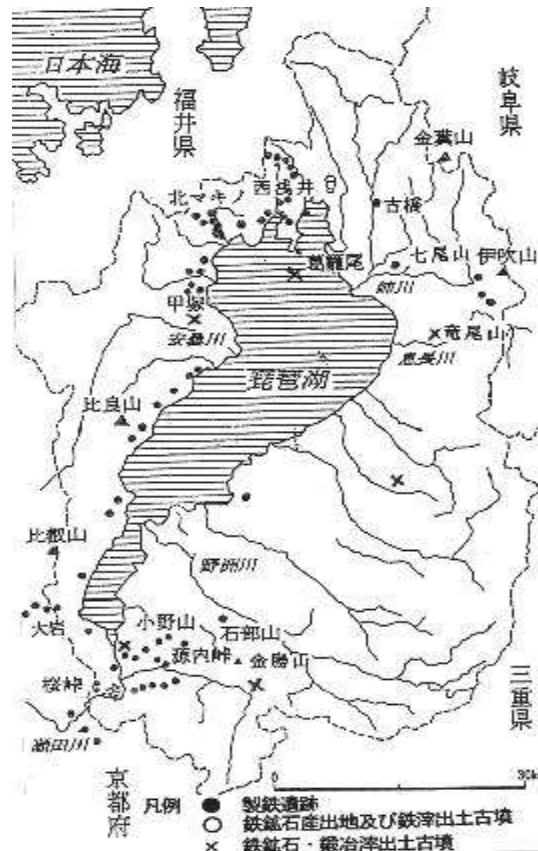 日本海
福井県
岐阜県
金糞山
西浅井
北マキノ
古橋
葛籠尾
七尾山
伊吹山
姉川
甲塚
安曇川
竜尾山
息長川
琵琶湖
比良山
比叡山
野洲川
小野山
石部山
大岩
源内峠
金勝山
桜峠
瀬田川
三重県
京都府
0
30k
凡例
製鉄遺跡
鉄鉱石産出地及び鉄滓出土古墳
鉄鉱石・鍛冶滓出土古墳